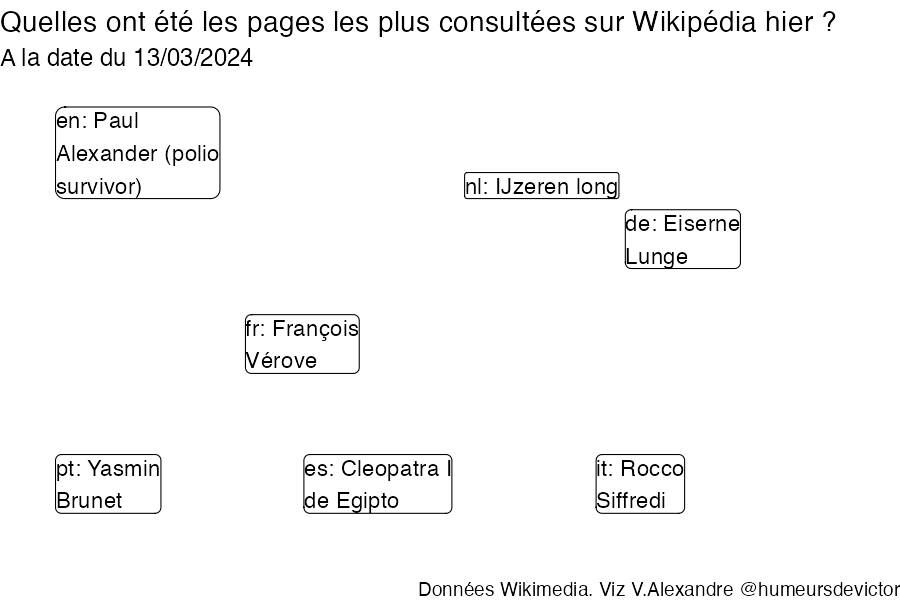 Quelles ont été les pages les plus consultées sur Wikipédia hier ?
A la date du 13/03/2024
en: Paul
Alexander (polio
survivor)
nl: IJzeren long
de: Eiserne
Lunge
fr: François
Vérove
pt: Yasmin
Brunet
es: Cleopatra I
de Egipto
it: Rocco
Siffredi
Données Wikimedia. Viz V.Alexandre @humeursdevictor